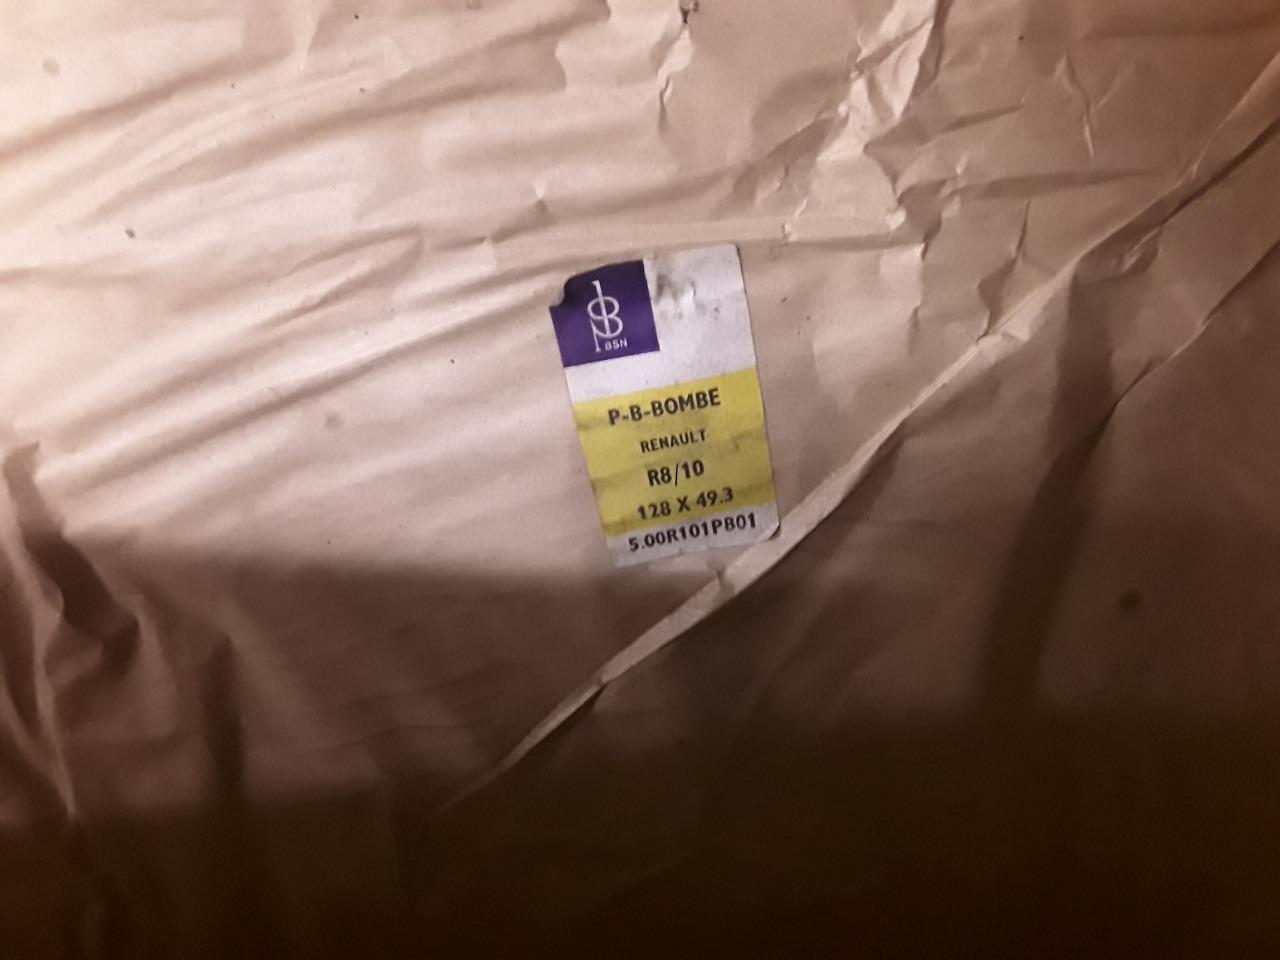 BSN
P-B-BOMBE
RENAULT
R8/10
128 X 49.3
5.00R101PB01